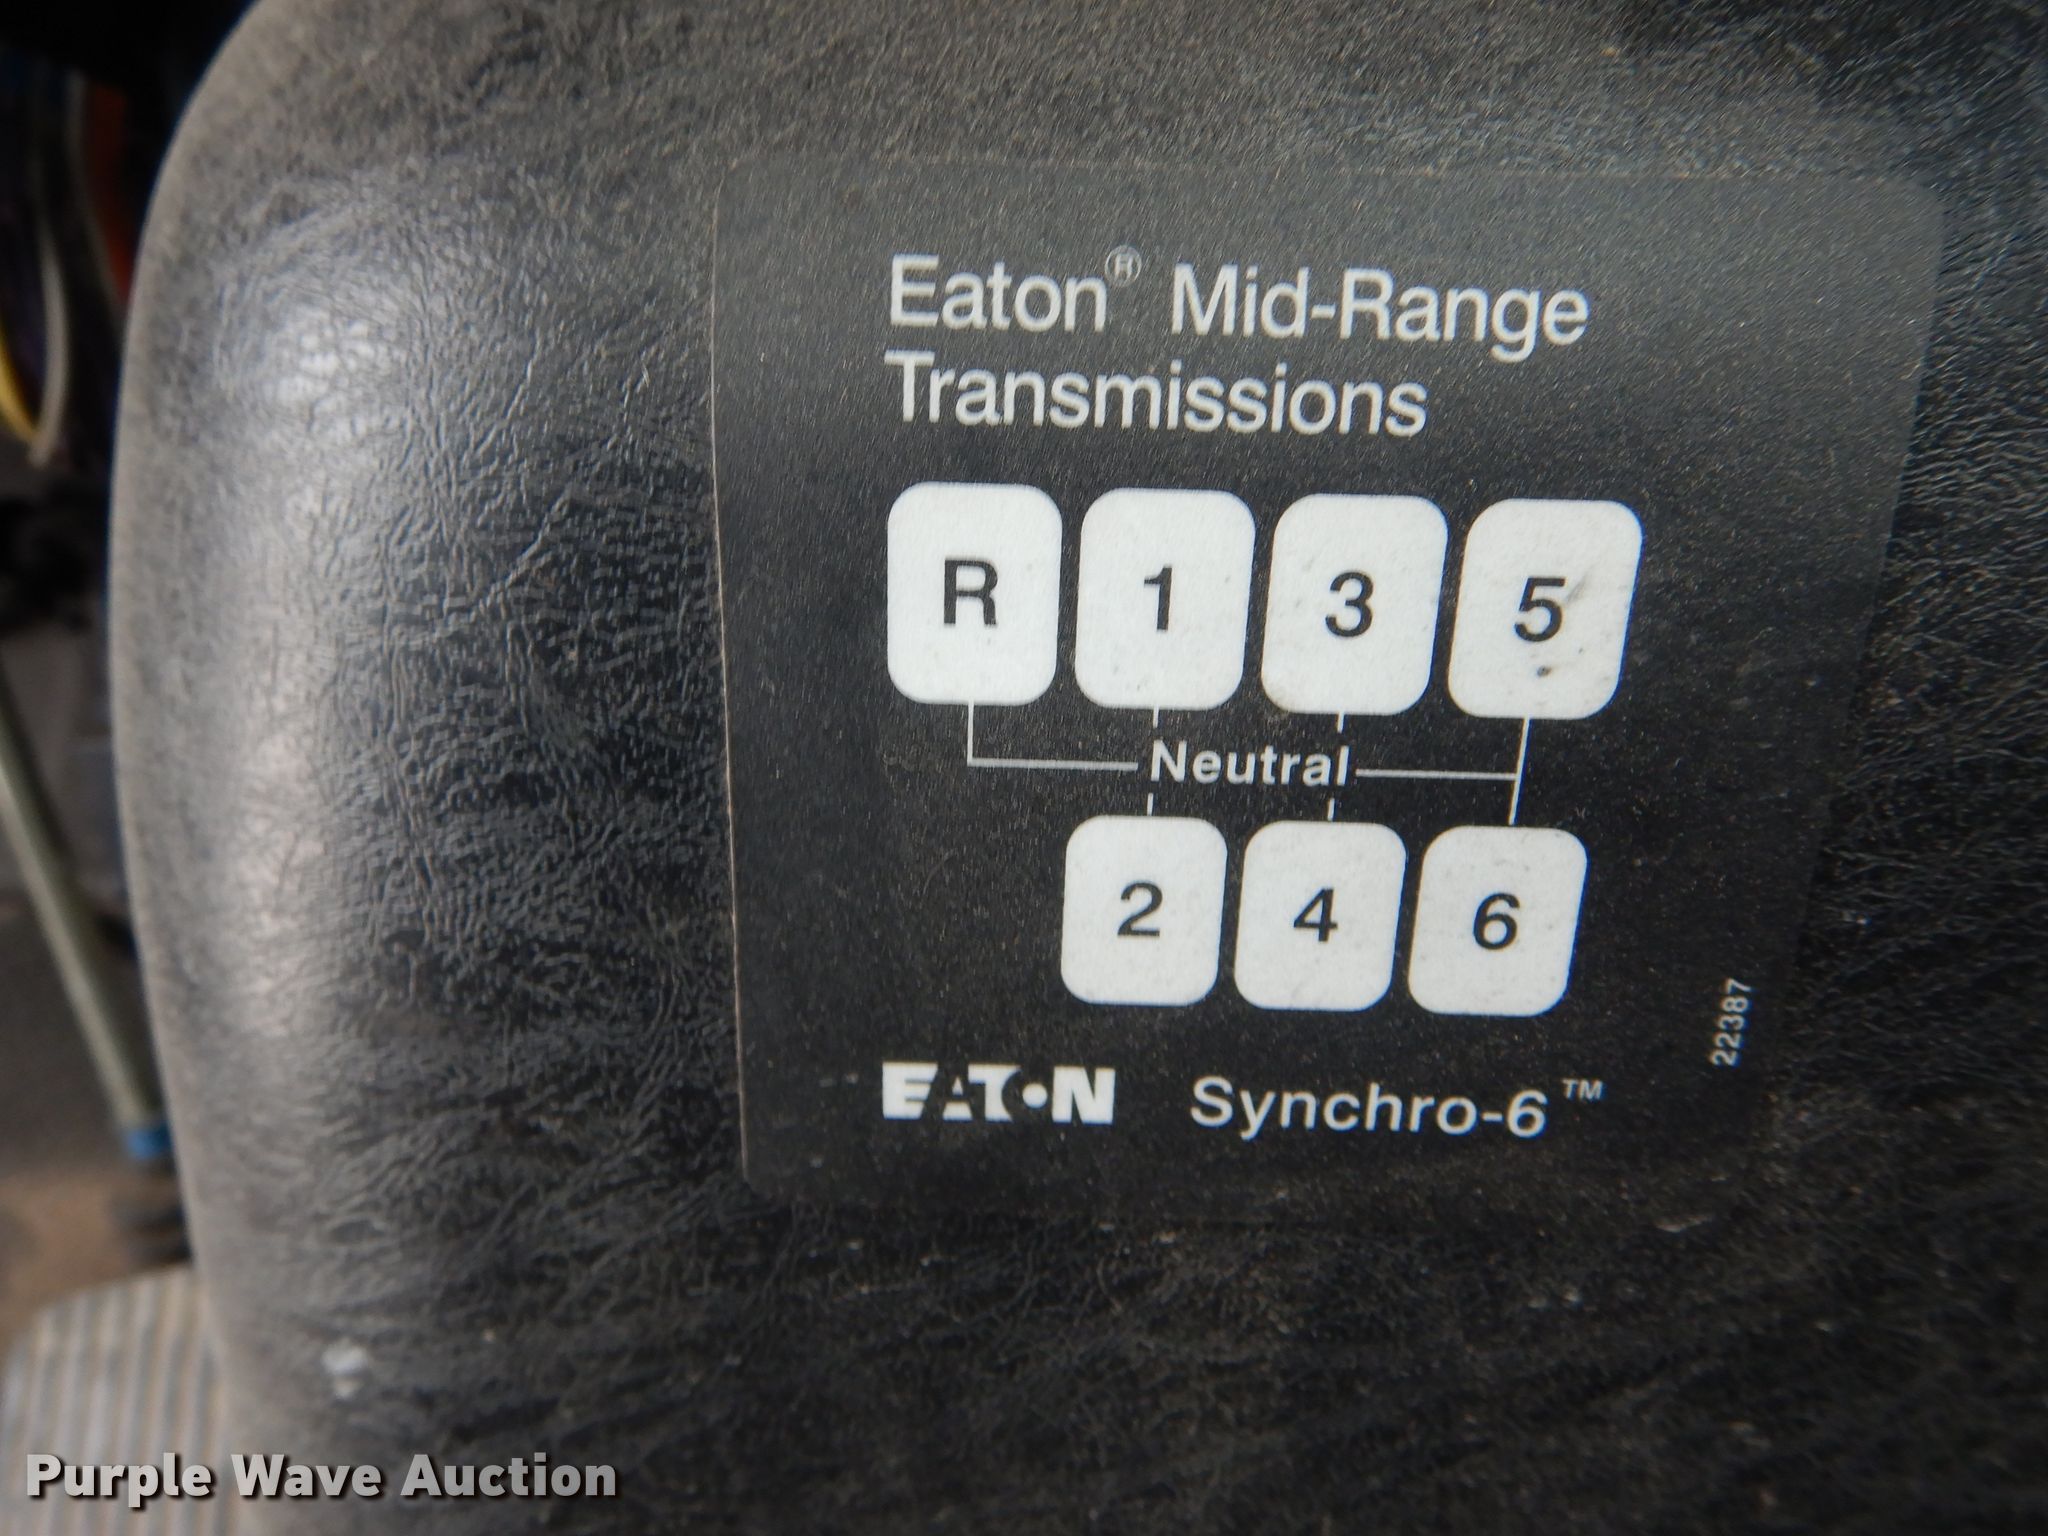 Eaton® Mid-Range
Transmissions
R 1 3 5
Neutral
2 4 6
22387
EATON Synchro-6™
Purple Wave Auction